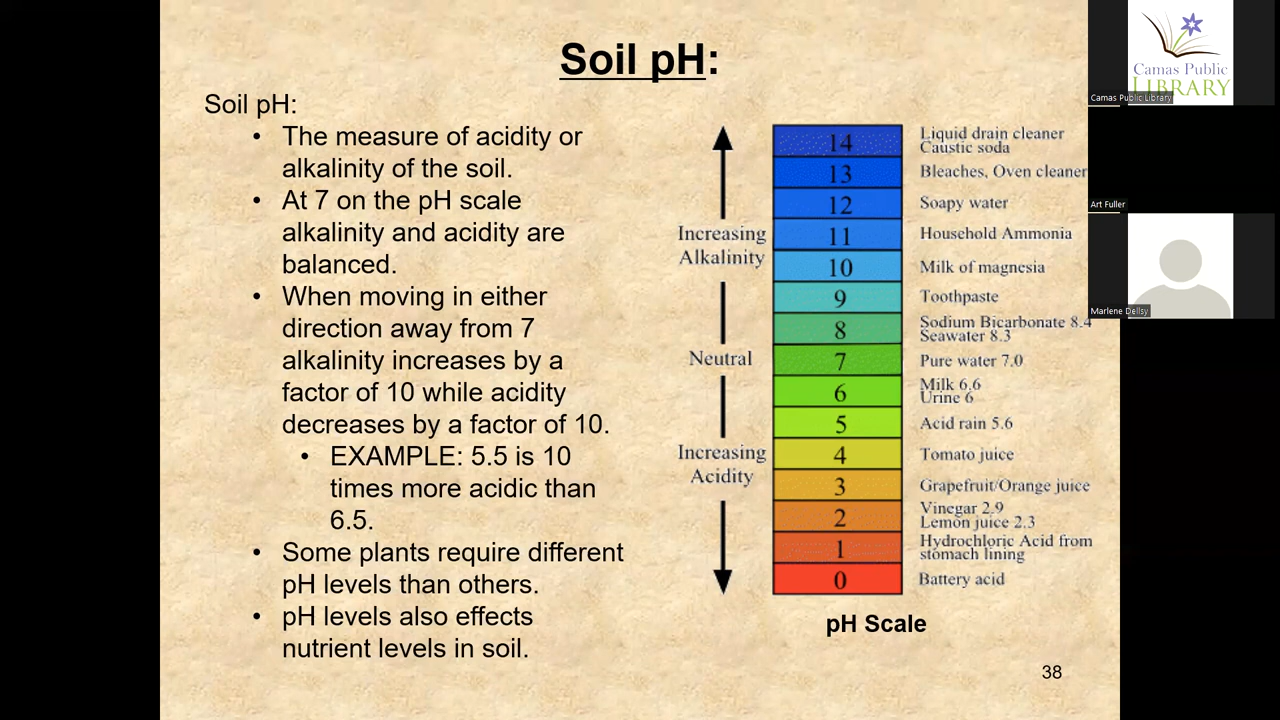 Soil pH:
Soil pH:
• The measure of acidity or
alkalinity of the soil.
• At 7 on the pH scale
alkalinity and acidity are
balanced.
• When moving in either
direction away from 7
alkalinity increases by a
factor of 10 while acidity
decreases by a factor of 10.
• EXAMPLE: 5.5 is 10
times more acidic than
6.5.
• Some plants require different
pH levels than others.
• pH levels also effects
nutrient levels in soil.
Increasing
Alkalinity
Neutral
Increasing
Acidity
14
Liquid drain cleaner
Caustic soda
13
Bleaches, Oven cleaner
12
Soapy water
11
Household Ammonia
10
Milk of magnesia
9
Toothpaste
8
Sodium Bicarbonate 8.4
Seawater 8.3
7
Pure water 7.0
6
Milk 6.6
Urine 6
5
Acid rain 5.6
4
Tomato juice
3
Grapefruit/Orange juice
2
Vinegar 2.9
Lemon juice 2.3
1
Hydrochloric Acid from
stomach lining
0
Battery acid
pH Scale
38
Camas Public
LIBRARY
Camas Public Library
Art Fuller
Marlene Dellsy